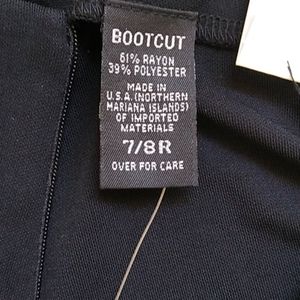 BOOTCUT
61% RAYON
39% POLYESTER
MADE IN
U.S.A. (NORTHERN
MARIANA ISLANDS)
OF IMPORTED
MATERIALS
7/8R
OVER FOR CARE